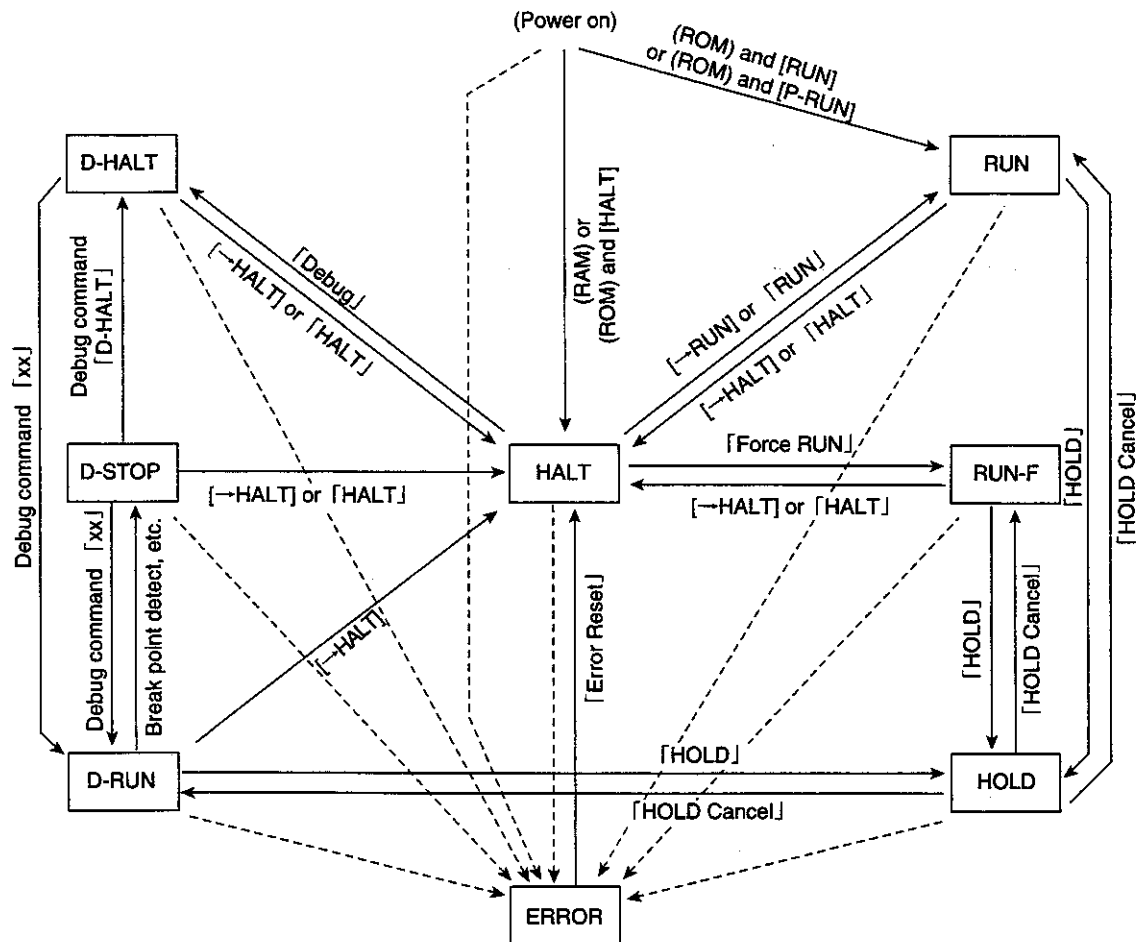 (Power on)
(ROM) and [RUN]
or (ROM) and [P-RUN]
D-HALT
RUN
(RAM) or
(ROM) and [HALT]
「Debug」
[→HALT] or 「HALT」
[→RUN] or 「RUN」
[→HALT] or 「HALT」
Debug command
「D-HALT」
Debug command 「xx」
D-STOP
[→HALT] or 「HALT」
HALT
「Force RUN」
[→HALT] or 「HALT」
RUN-F
「HOLD」
「HOLD Cancel」
Debug command 「xx」
Break point detect, etc.
[→HALT]
「Error Reset」
「HOLD」
「HOLD Cancel」
D-RUN
「HOLD」
「HOLD Cancel」
HOLD
ERROR